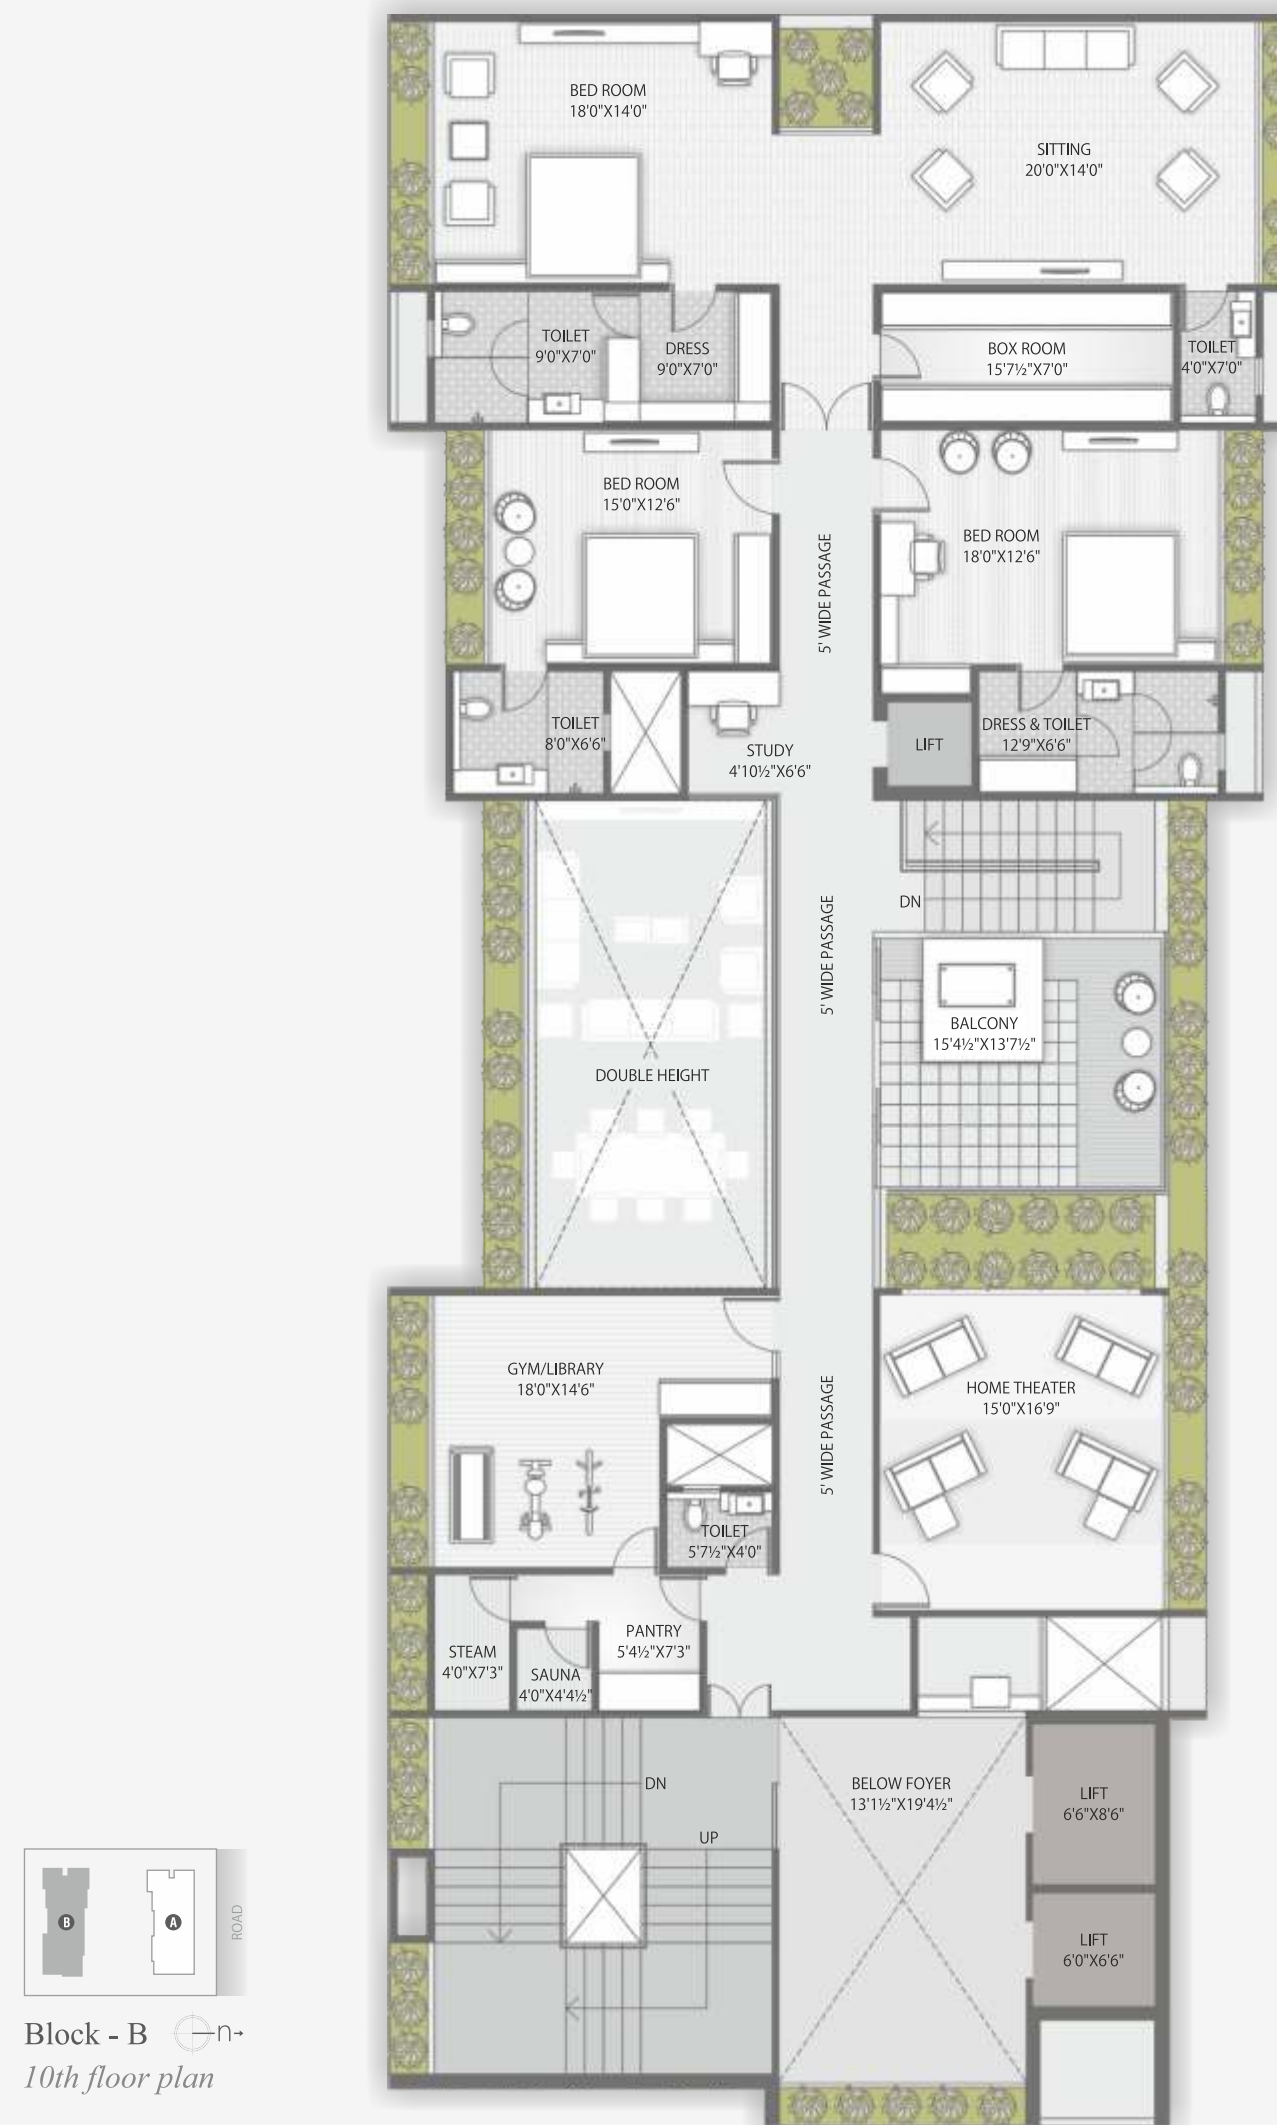 BED ROOM
18'0"X14'0"
SITTING
20'0"X14'0"
TOILET
9'0"X7'0"
DRESS
9'0"X7'0"
BOX ROOM
15'7½"X7'0"
TOILET
4'0"X7'0"
BED ROOM
15'0"X12'6"
5' WIDE PASSAGE
BED ROOM
18'0"X12'6"
TOILET
8'0"X6'6"
STUDY
4'10½"X6'6"
LIFT
DRESS & TOILET
12'9"X6'6"
DN
5' WIDE PASSAGE
BALCONY
15'4½"X13'7½"
DOUBLE HEIGHT
GYM/LIBRARY
18'0"X14'6"
5' WIDE PASSAGE
HOME THEATER
15'0"X16'9"
TOILET
5'7½"X4'0"
STEAM
4'0"X7'3"
SAUNA
4'0"X4'4½"
PANTRY
5'4½"X7'3"
DN
UP
BELOW FOYER
13'1½"X19'4½"
LIFT
6'6"X8'6"
LIFT
6'0"X6'6"
B
A
ROAD
Block - B
n
10th floor plan